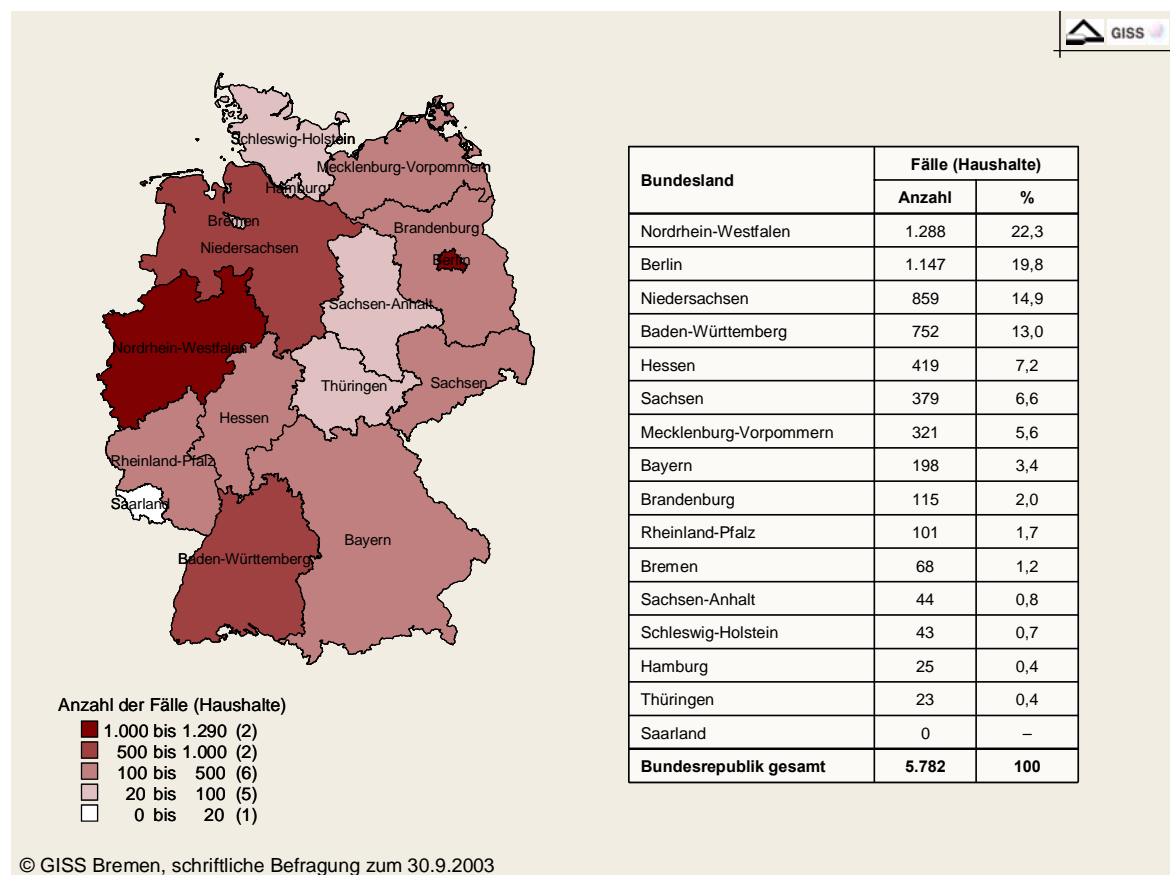 GISS
Schleswig-Holstein
Mecklenburg-Vorpommern
Hamburg
Bremen
Brandenburg
Niedersachsen
Berlin
Sachsen-Anhalt
Nordrhein-Westfalen
Thüringen
Sachsen
Hessen
Rheinland-Pfalz
Saarland
Bayern
Baden-Württemberg
Bundesland Fälle (Haushalte)
Anzahl %
Nordrhein-Westfalen 1.288 22,3
Berlin 1.147 19,8
Niedersachsen 859 14,9
Baden-Württemberg 752 13,0
Hessen 419 7,2
Sachsen 379 6,6
Mecklenburg-Vorpommern 321 5,6
Bayern 198 3,4
Brandenburg 115 2,0
Rheinland-Pfalz 101 1,7
Bremen 68 1,2
Sachsen-Anhalt 44 0,8
Schleswig-Holstein 43 0,7
Hamburg 25 0,4
Thüringen 23 0,4
Saarland 0 –
Bundesrepublik gesamt 5.782 100
Anzahl der Fälle (Haushalte)
1.000 bis 1.290 (2)
500 bis 1.000 (2)
100 bis 500 (6)
20 bis 100 (5)
0 bis 20 (1)
© GISS Bremen, schriftliche Befragung zum 30.9.2003